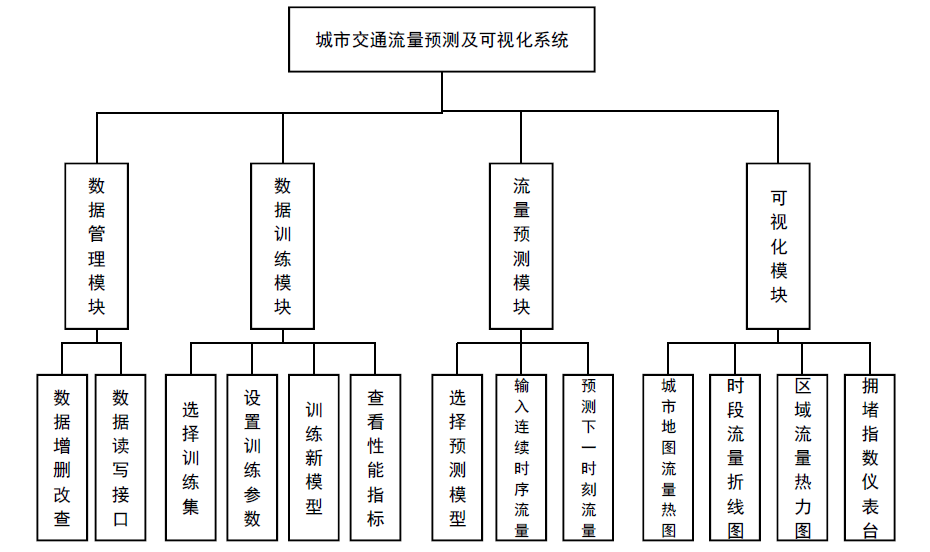 城市交通流量预测及可视化系统
数据管理模块
数据训练模块
流量预测模块
可视化模块
数据增删改查
数据读写接口
选择训练集
设置训练参数
训练新模型
查看性能指标
选择预测模型
输入连续时序流量
预测下一时刻流量
城市地图流量热图
时段流量折线图
区域流量热力图
拥堵指数仪表台